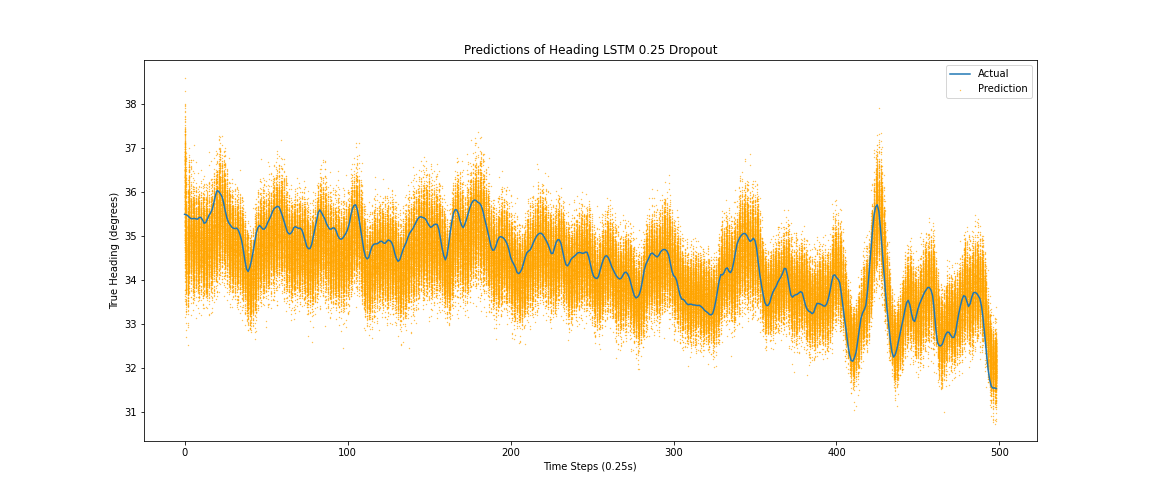 Predictions of Heading LSTM 0.25 Dropout
Actual
Prediction
True Heading (degrees)
38
37
36
35
34
33
32
31
0
100
200
300
400
500
Time Steps (0.25s)